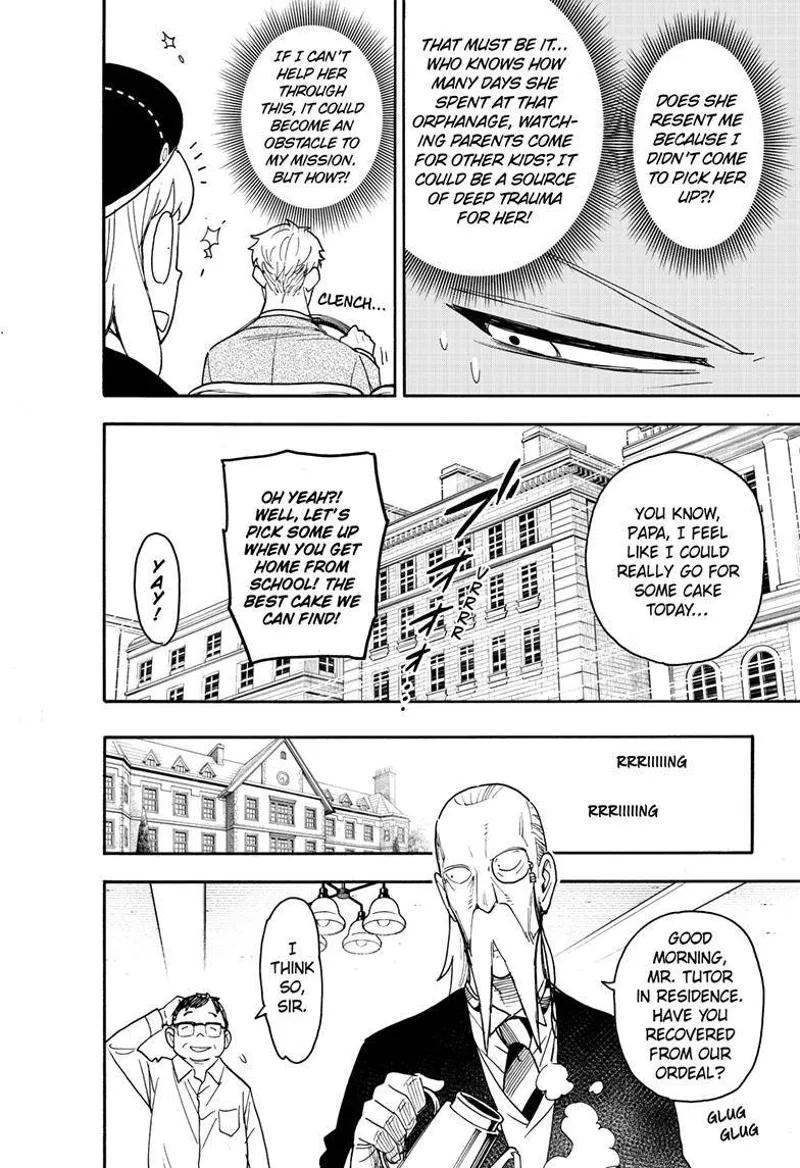 DOES SHE
RESENT ME
BECAUSE I
DIDN'T COME
TO PICK HER
UP?!
THAT MUST BE IT...
WHO KNOWS HOW
MANY DAYS SHE
SPENT AT THAT
ORPHANAGE, WATCH-
ING PARENTS COME
FOR OTHER KIDS? IT
COULD BE A SOURCE
OF DEEP TRAUMA
FOR HER!
IF I CAN'T
HELP HER
THROUGH
THIS, IT COULD
BECOME AN
OBSTACLE TO
MY MISSION.
BUT HOW?!
CLENCH...
YOU KNOW,
PAPA, I FEEL
LIKE I COULD
REALLY GO FOR
SOME CAKE
TODAY...
ブオオオ...
VRRRRR
OH YEAH?!
WELL, LET'S
PICK SOME UP
WHEN YOU GET
HOME FROM
SCHOOL! THE
BEST CAKE WE
CAN FIND!
YAY!
RRRIIIIING
RRRIIIIING
GOOD
MORNING,
MR. TUTOR
IN RESIDENCE.
HAVE YOU
RECOVERED
FROM OUR
ORDEAL?
GLUG
GLUG
I
THINK
SO,
SIR.